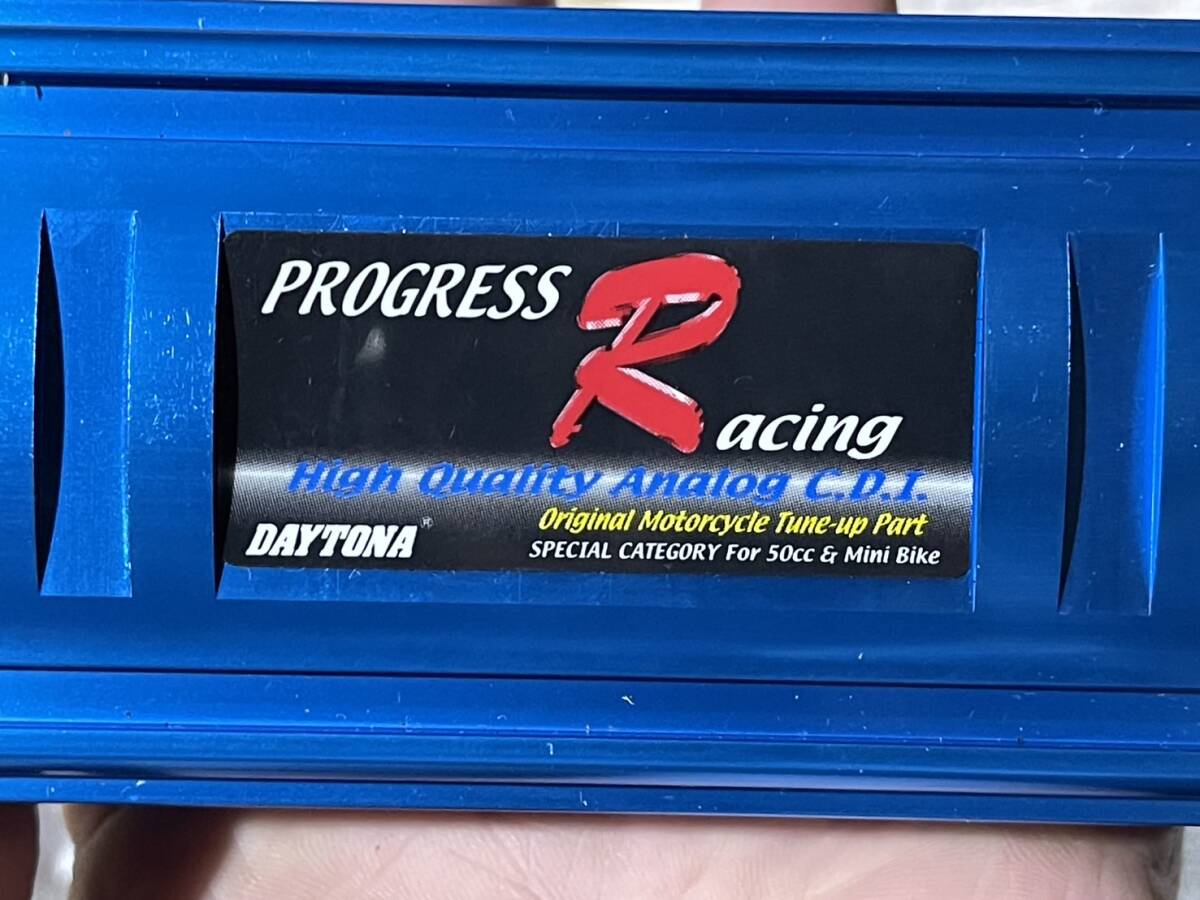 PROGRESS Racing
High Quality Analog C.D.I.
Original Motorcycle Tune-up Part
DAYTONA®
SPECIAL CATEGORY For 50cc & Mini Bike